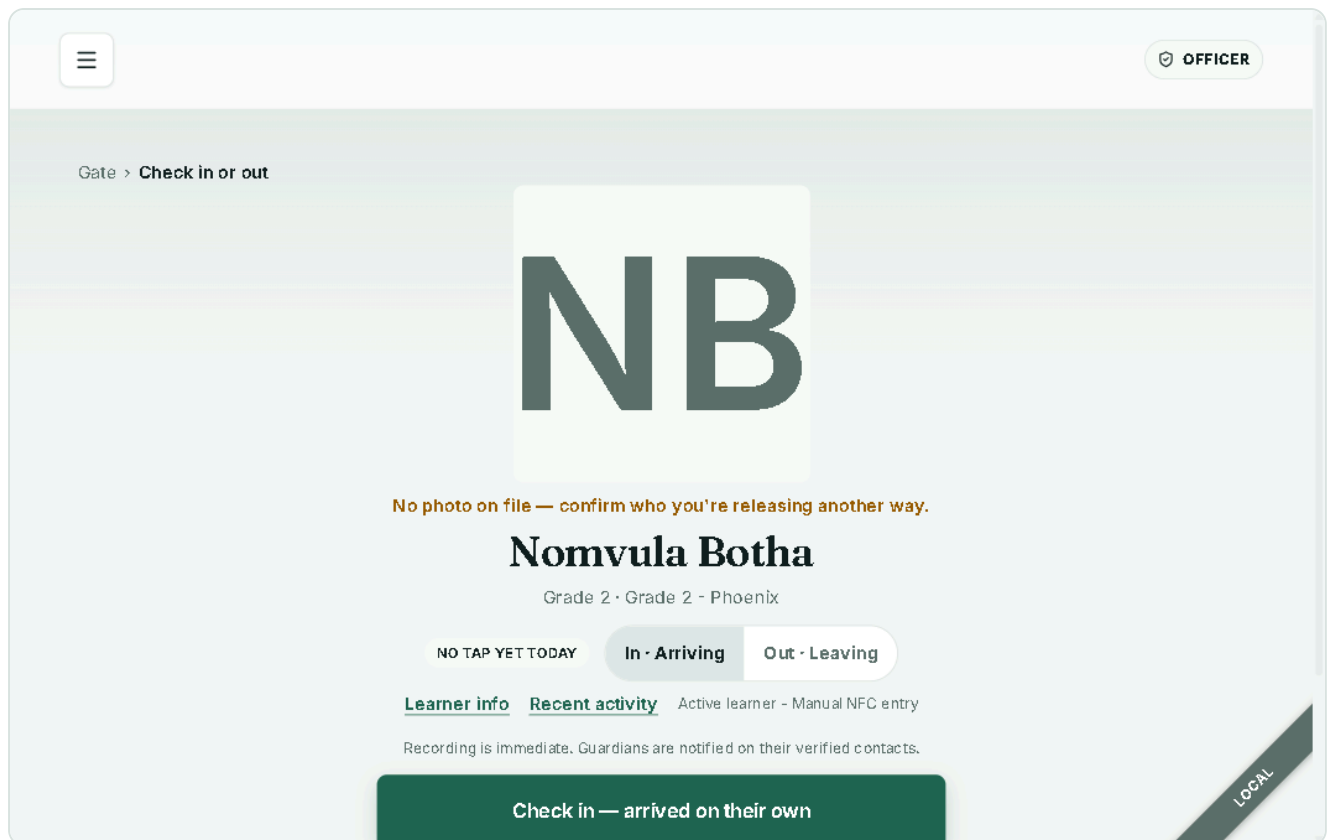 OFFICER
Gate › Check in or out
NB
No photo on file — confirm who you're releasing another way.
Nomvula Botha
Grade 2 · Grade 2 - Phoenix
NO TAP YET TODAY In · Arriving Out · Leaving
Learner info Recent activity Active learner - Manual NFC entry
Recording is immediate. Guardians are notified on their verified contacts.
LOCAL
Check in — arrived on their own